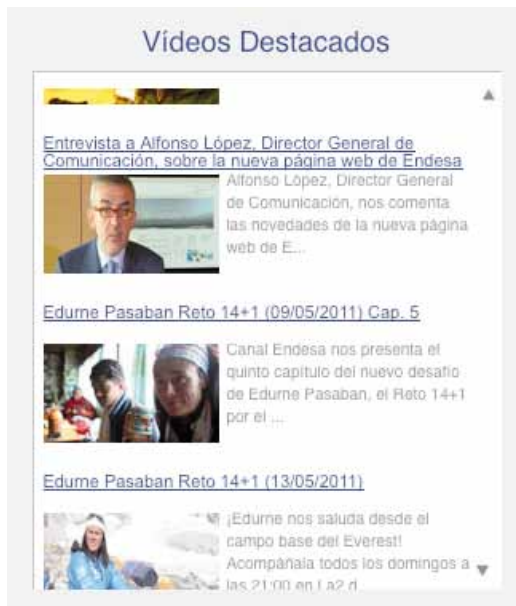 Vídeos Destacados
Entrevista a Alfonso López, Director General de
Comunicación, sobre la nueva página web de Endesa
Alfonso López, Director General
de Comunicación, nos comenta
las novedades de la nueva página
web de E...
Edurne Pasaban Reto 14+1 (09/05/2011) Cap. 5
Canal Endesa nos presenta el
quinto capítulo del nuevo desafío
de Edurne Pasaban, el Reto 14+1
por el ...
Edurne Pasaban Reto 14+1 (13/05/2011)
¡Edurne nos saluda desde el
campo base del Everest!
Acompáñala todos los domingos a
las 21:00 en La2 d